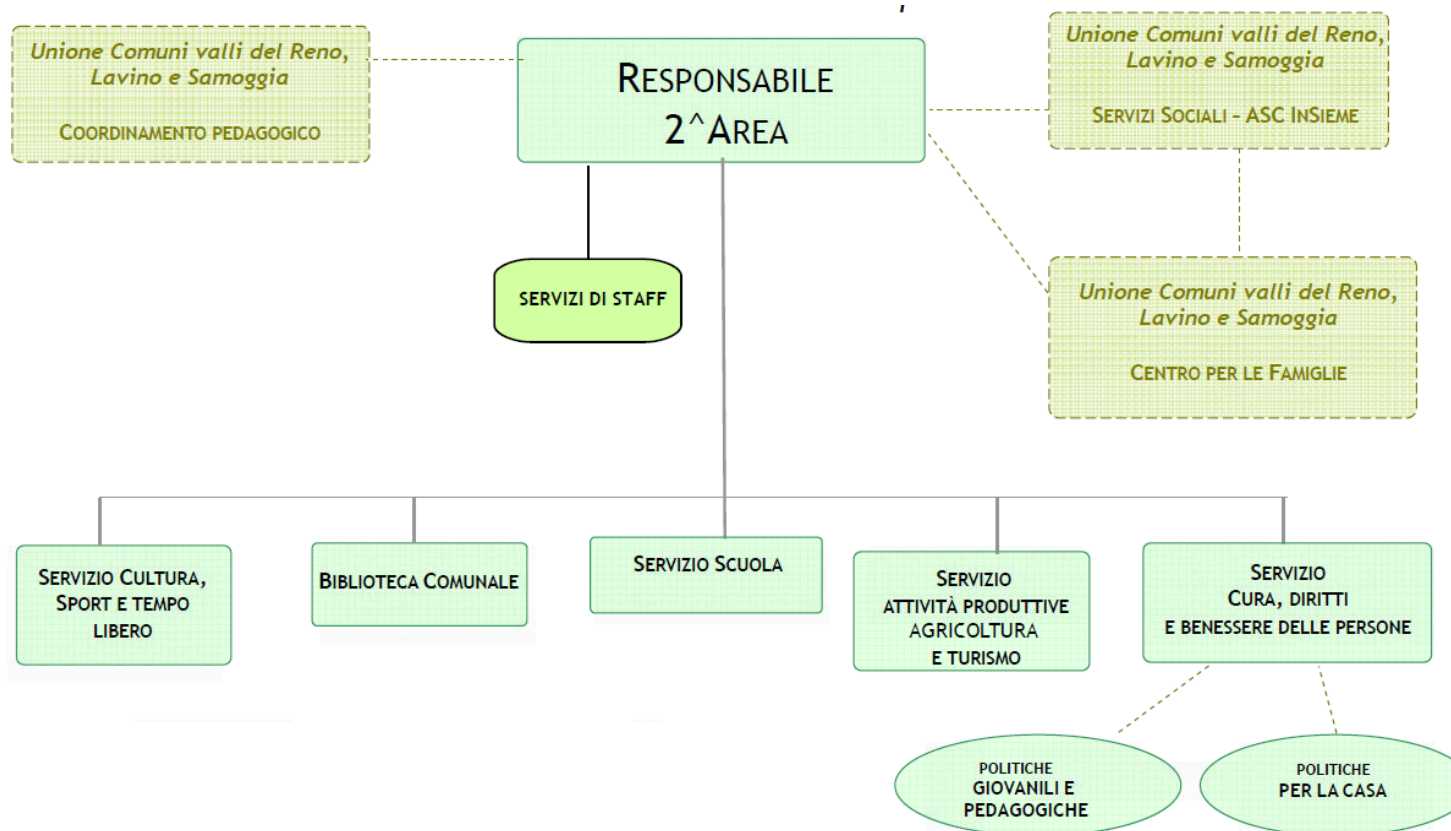 Unione Comuni valli del Reno,
Lavino e Samoggia
COORDINAMENTO PEDAGOGICO
RESPONSABILE
2^AREA
Unione Comuni valli del Reno,
Lavino e Samoggia
SERVIZI SOCIALI – ASC INSIEME
SERVIZI DI STAFF
Unione Comuni valli del Reno,
Lavino e Samoggia
CENTRO PER LE FAMIGLIE
SERVIZIO CULTURA,
SPORT E TEMPO
LIBERO
BIBLIOTECA COMUNALE
SERVIZIO SCUOLA
SERVIZIO
ATTIVITÀ PRODUTTIVE
AGRICOLTURA
E TURISMO
SERVIZIO
CURA, DIRITTI
E BENESSERE DELLE PERSONE
POLITICHE
GIOVANILI E
PEDAGOGICHE
POLITICHE
PER LA CASA